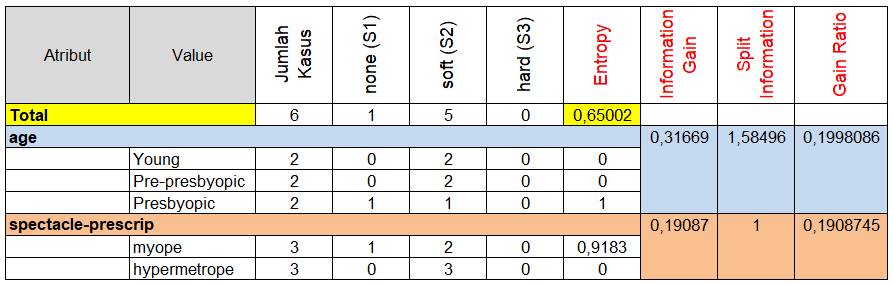 Atribut Value Jumlah Kasus none (S1) soft (S2) hard (S3) Entropy Information Gain Split Information Gain Ratio
Total 6 1 5 0 0,65002
age 0,31669 1,58496 0,1998086
Young 2 0 2 0 0
Pre-presbyopic 2 0 2 0 0
Presbyopic 2 1 1 0 1
spectacle-prescrip 0,19087 1 0,1908745
myope 3 1 2 0 0,9183
hypermetrope 3 0 3 0 0